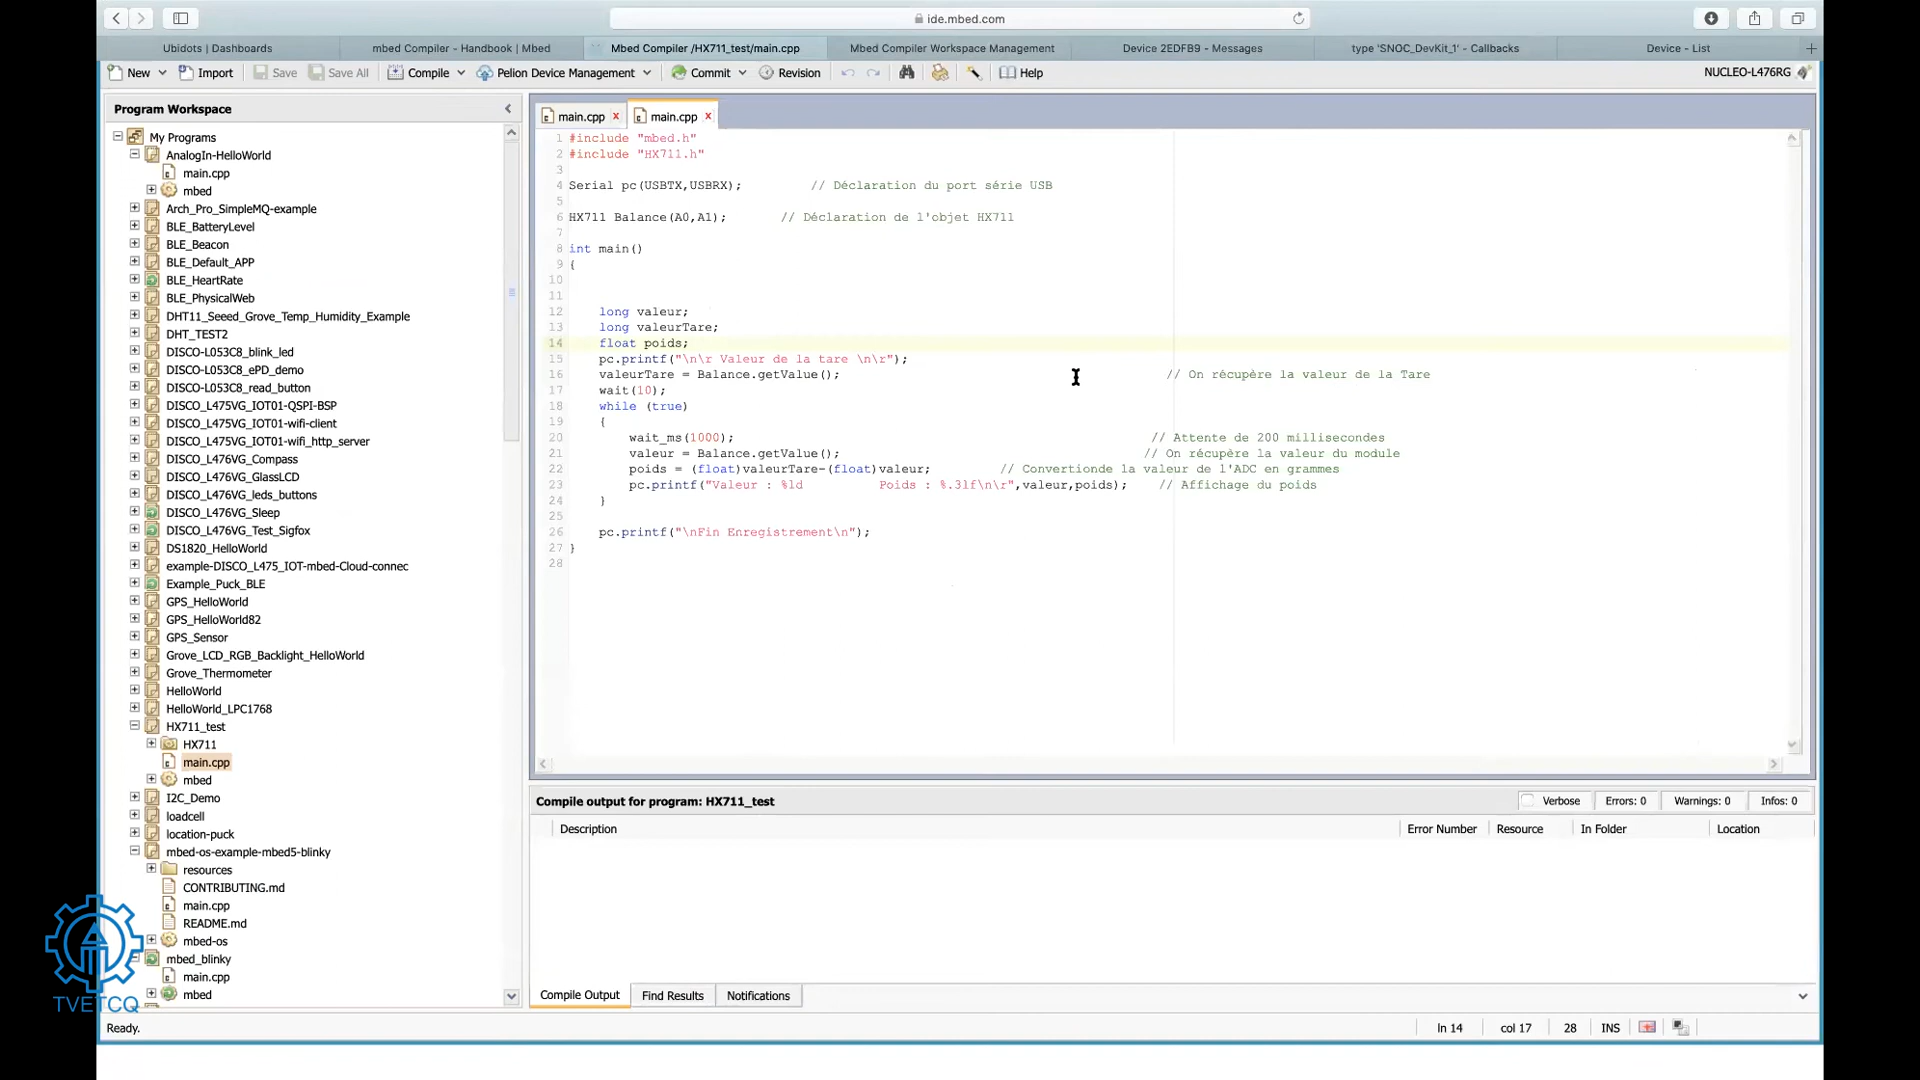 ide.mbed.com
Ubidots | Dashboards
mbed Compiler - Handbook | Mbed
Mbed Compiler /HX711_test/main.cpp
Mbed Compiler Workspace Management
Device 2EDFB9 - Messages
type 'SNOC_DevKit_1' - Callbacks
Device - List
New Import Save Save All Compile Pelion Device Management Commit Revision Help NUCLEO-L476RG
Program Workspace
My Programs
AnalogIn-HelloWorld
main.cpp
mbed
Arch_Pro_SimpleMQ-example
BLE_BatteryLevel
BLE_Beacon
BLE_Default_APP
BLE_HeartRate
BLE_PhysicalWeb
DHT11_Seeed_Grove_Temp_Humidity_Example
DHT_TEST2
DISCO-L053C8_blink_led
DISCO-L053C8_ePD_demo
DISCO-L053C8_read_button
DISCO_L475VG_IOT01-QSPI-BSP
DISCO_L475VG_IOT01-wifi-client
DISCO_L475VG_IOT01-wifi_http_server
DISCO_L476VG_Compass
DISCO_L476VG_GlassLCD
DISCO_L476VG_leds_buttons
DISCO_L476VG_Sleep
DISCO_L476VG_Test_Sigfox
DS1820_HelloWorld
example-DISCO_L475_IOT-mbed-Cloud-connec
Example_Puck_BLE
GPS_HelloWorld
GPS_HelloWorld82
GPS_Sensor
Grove_LCD_RGB_Backlight_HelloWorld
Grove_Thermometer
HelloWorld
HelloWorld_LPC1768
HX711_test
HX711
main.cpp
mbed
I2C_Demo
loadcell
location-puck
mbed-os-example-mbed5-blinky
resources
CONTRIBUTING.md
main.cpp
README.md
mbed-os
mbed_blinky
main.cpp
mbed
TVETCQ
Ready.
main.cpp main.cpp
1 #include "mbed.h"
2 #include "HX711.h"
3
4 Serial pc(USBTX,USBRX); // Déclaration du port série USB
5
6 HX711 Balance(A0,A1); // Déclaration de l'objet HX711
7
8 int main()
9 {
10
11
12 long valeur;
13 long valeurTare;
14 float poids;
15 pc.printf("\n\r Valeur de la tare \n\r");
16 valeurTare = Balance.getValue(); // On récupère la valeur de la Tare
17 wait(10);
18 while (true)
19 {
20 wait_ms(1000); // Attente de 200 millisecondes
21 valeur = Balance.getValue(); // On récupère la valeur du module
22 poids = (float)valeurTare-(float)valeur; // Convertionde la valeur de l'ADC en grammes
23 pc.printf("Valeur : %ld Poids : %.3lf\n\r",valeur,poids); // Affichage du poids
24 }
25
26 pc.printf("\nFin Enregistrement\n");
27 }
28
Compile output for program: HX711_test
Verbose Errors: 0 Warnings: 0 Infos: 0
Description Error Number Resource In Folder Location
Compile Output Find Results Notifications
ln 14 col 17 28 INS